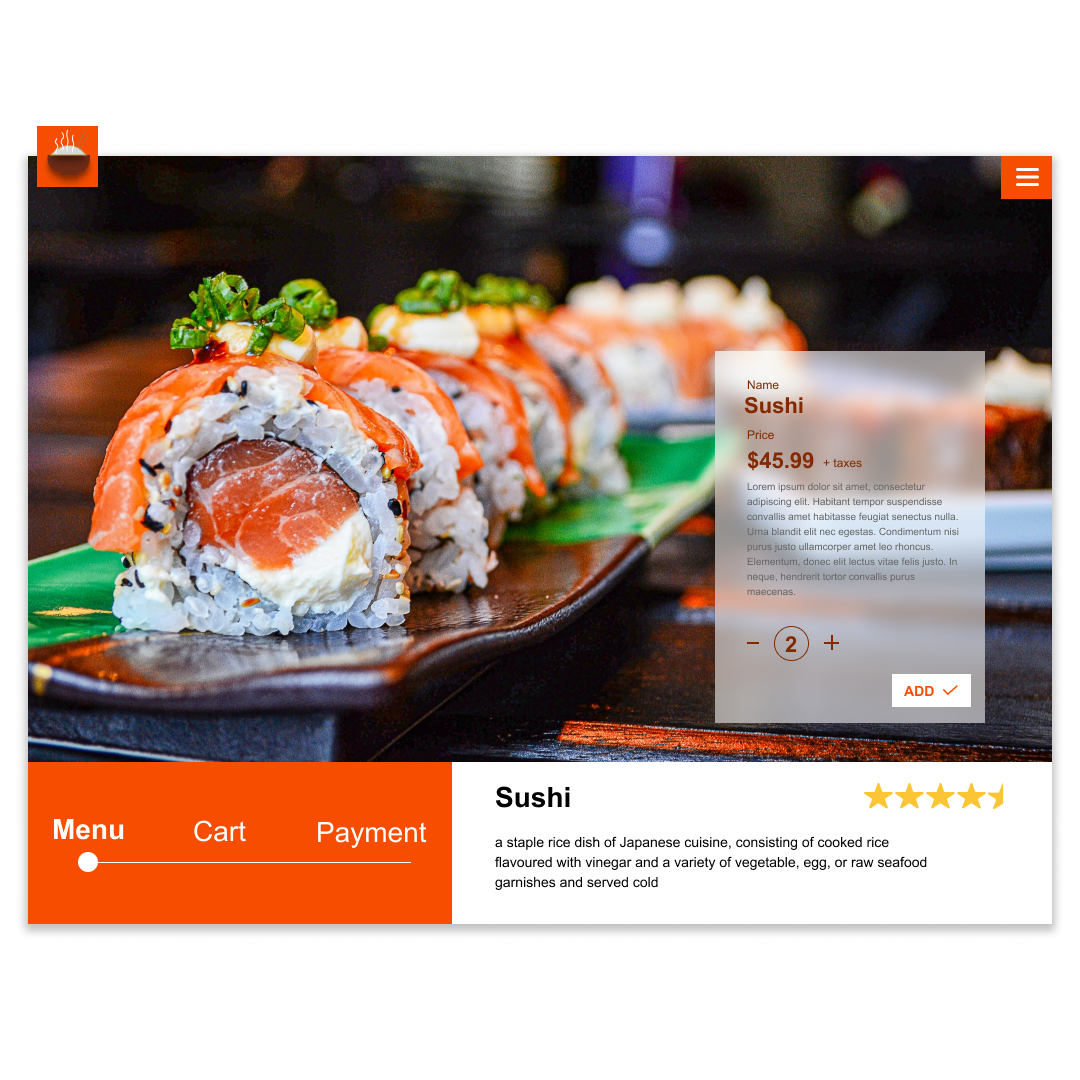 Name
Sushi
Price
$45.99 + taxes
Lorem ipsum dolor sit amet, consectetur
adipiscing elit. Habitant tempor suspendisse
convallis amet habitasse feugiat senectus nulla.
Urna blandit elit nec egestas. Condimentum nisi
purus justo ullamcorper amet leo rhoncus.
Elementum, donec elit lectus vitae felis justo. In
neque, hendrerit tortor convallis purus
maecenas.
− 2 +
ADD
Menu Cart Payment
Sushi
a staple rice dish of Japanese cuisine, consisting of cooked rice
flavoured with vinegar and a variety of vegetable, egg, or raw seafood
garnishes and served cold